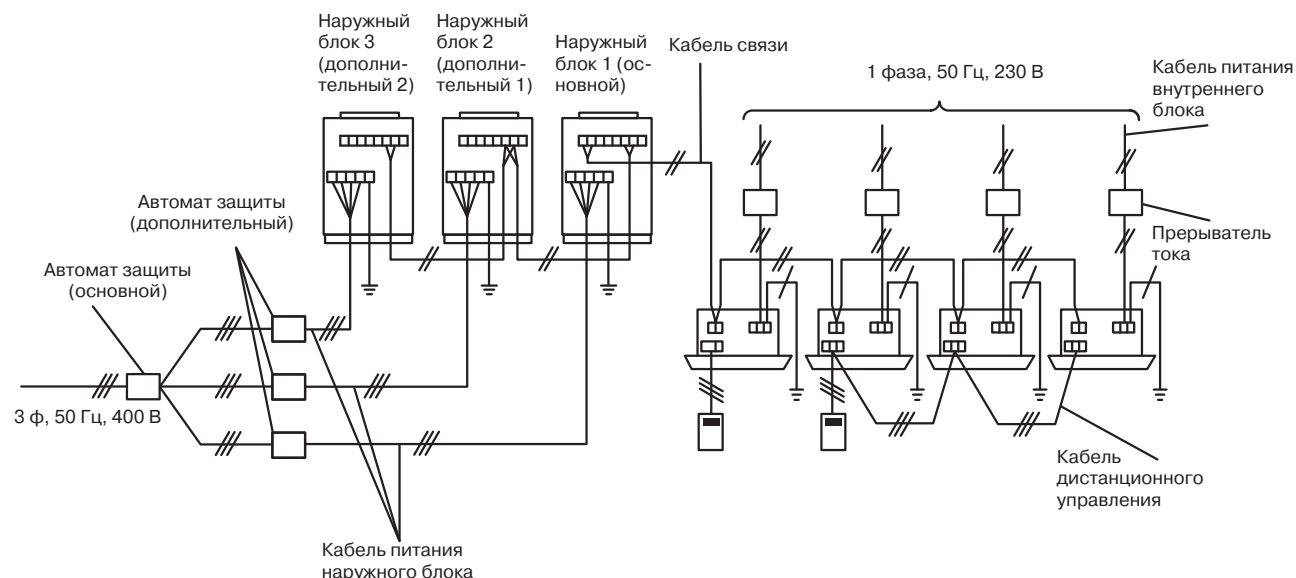 Наружный
блок 3
(дополни-
тельный 2)
Наружный
блок 2
(дополни-
тельный 1)
Наружный
блок 1 (ос-
новной)
Кабель связи
1 фаза, 50 Гц, 230 В
Кабель питания
внутреннего
блока
Автомат защиты
(дополнительный)
Прерыватель
тока
Автомат защиты
(основной)
3 ф, 50 Гц, 400 В
Кабель
дистанционного
управления
Кабель питания
наружного блока